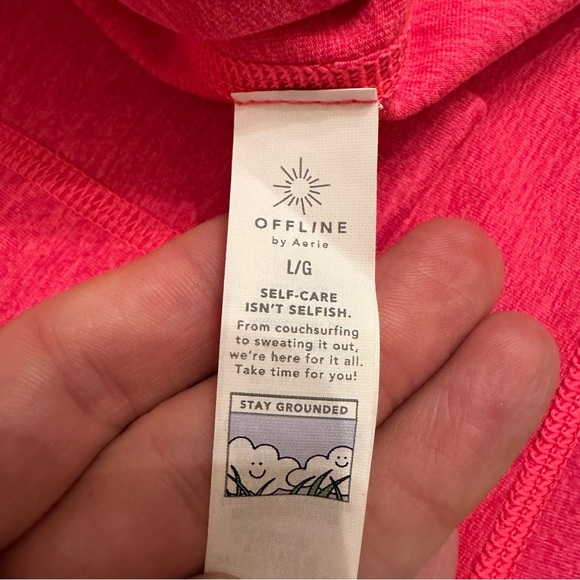 OFFLINE
by Aerie
L/G
SELF-CARE
ISN'T SELFISH.
From couchsurfing
to sweating it out,
we're here for it all.
Take time for you!
STAY GROUNDED